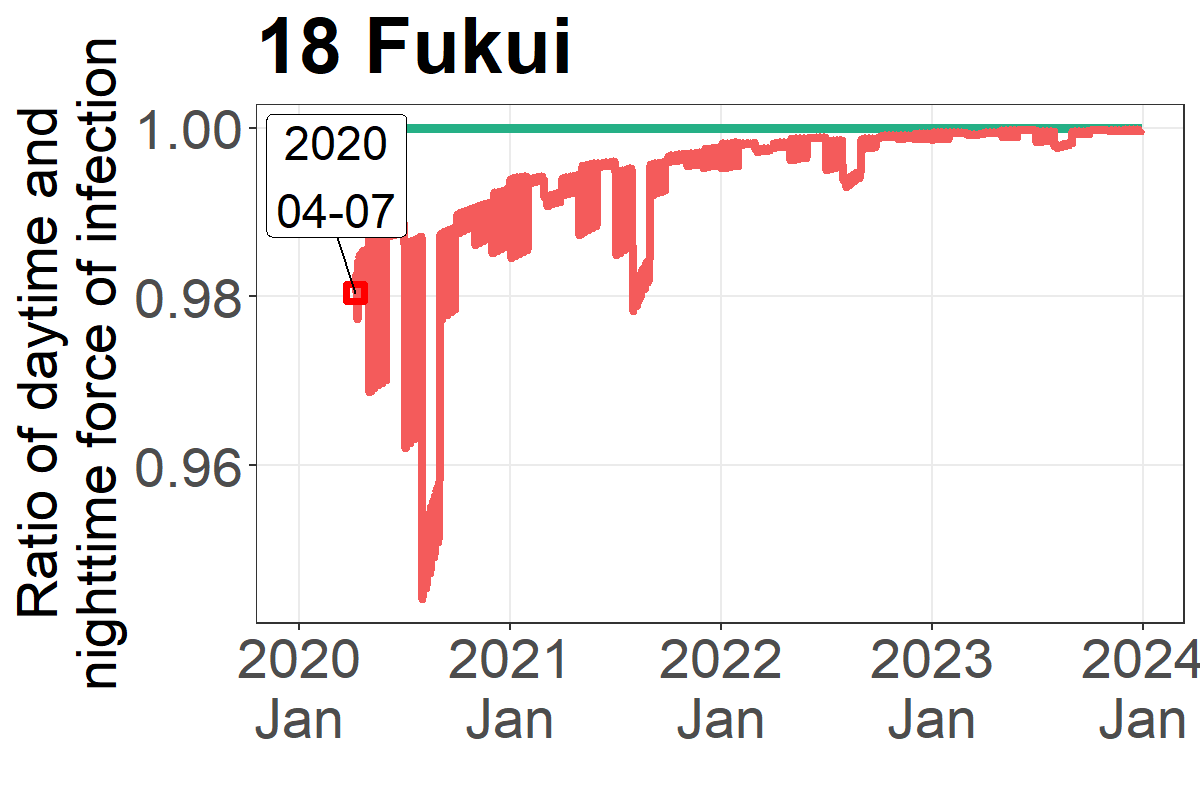 18 Fukui
Ratio of daytime and
nighttime force of infection
1.00
0.98
0.96
2020
04-07
2020
Jan
2021
Jan
2022
Jan
2023
Jan
2024
Jan